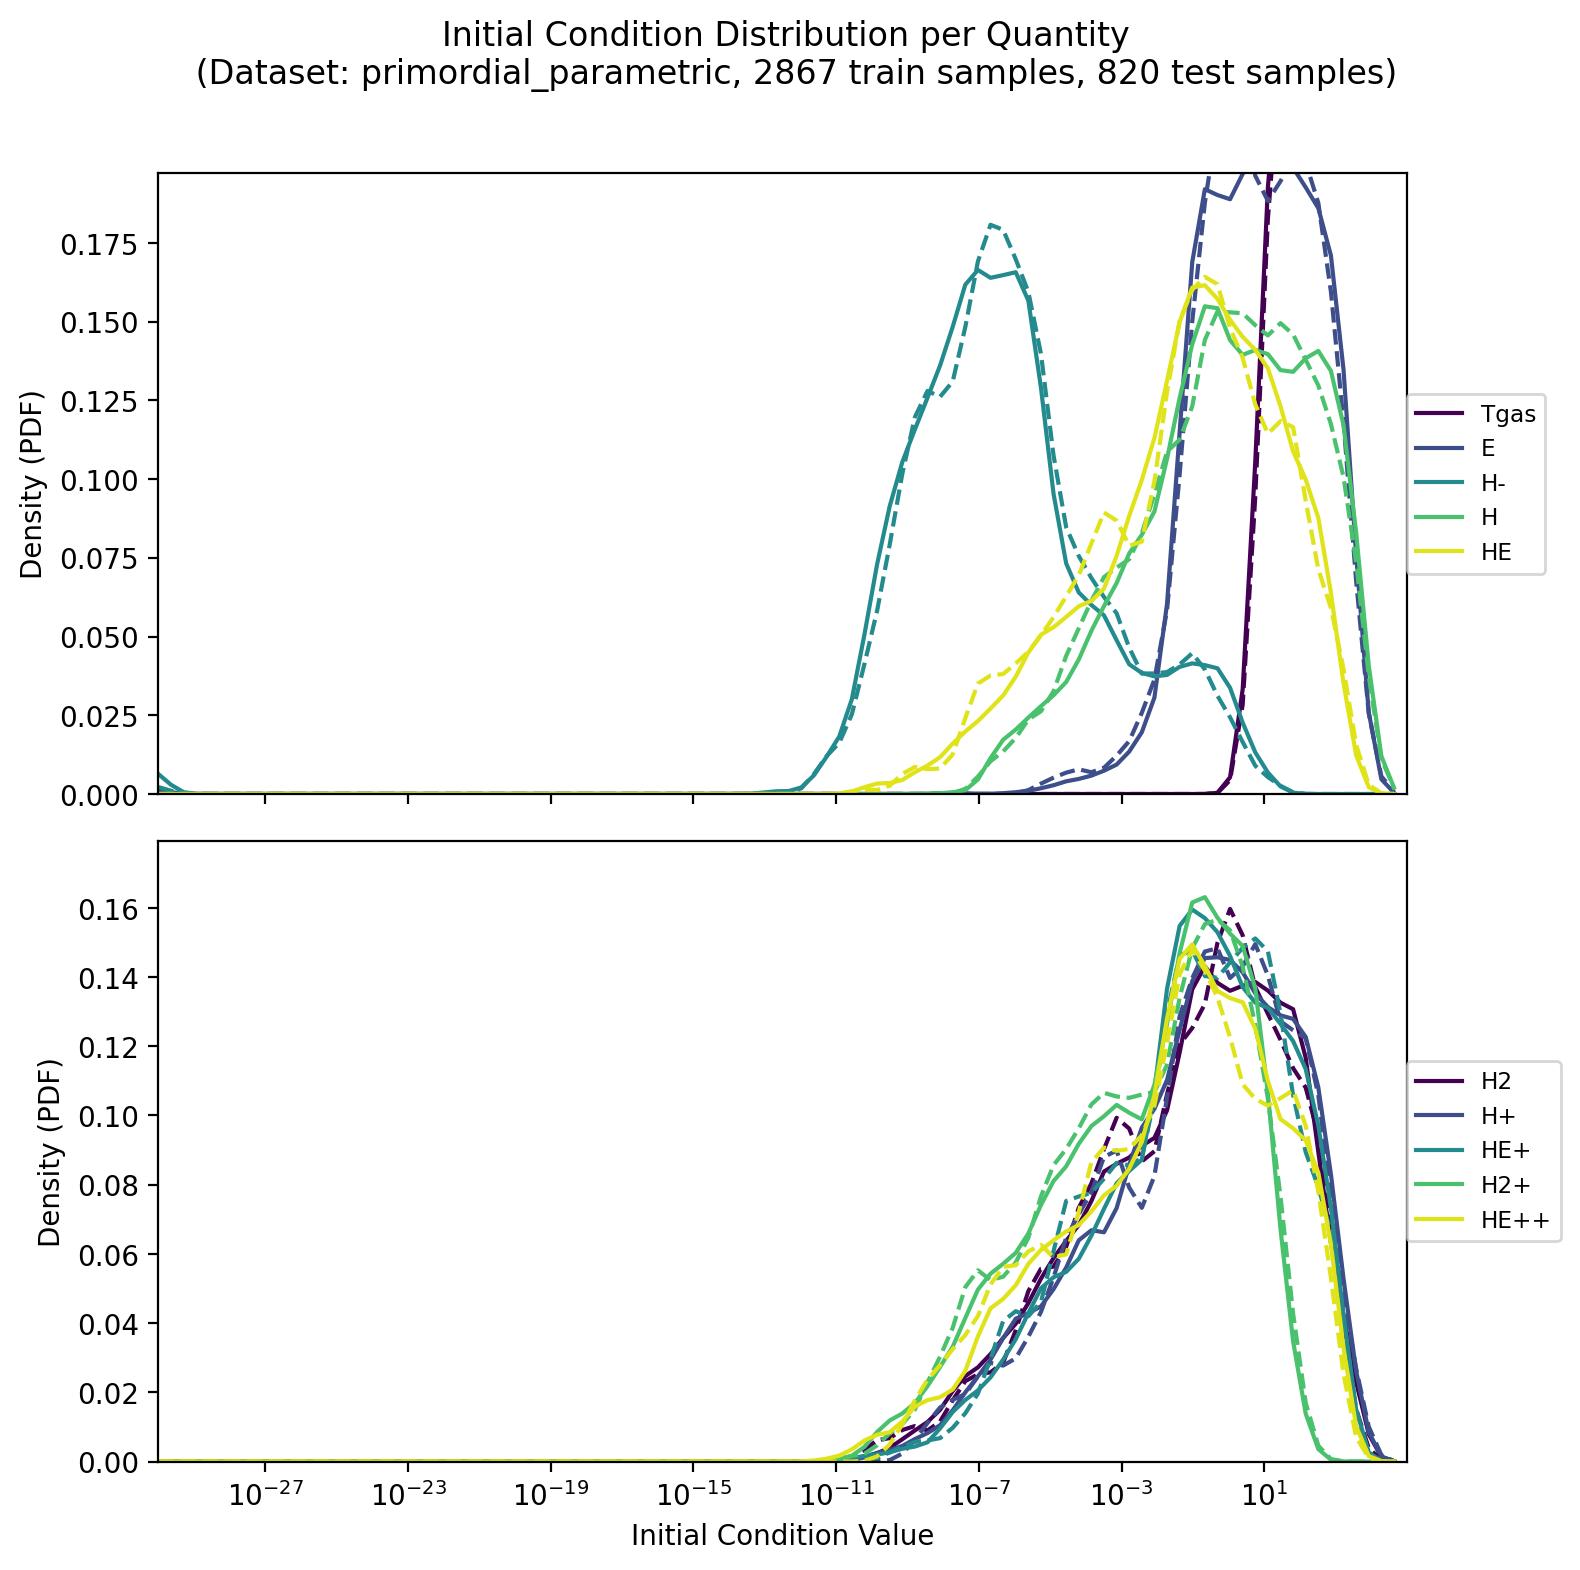 Initial Condition Distribution per Quantity
(Dataset: primordial_parametric, 2867 train samples, 820 test samples)
Density (PDF)
0.175
0.150
0.125
0.100
0.075
0.050
0.025
0.000
Tgas
E
H-
H
HE
Density (PDF)
0.16
0.14
0.12
0.10
0.08
0.06
0.04
0.02
0.00
H2
H+
HE+
H2+
HE++
10⁻²⁷ 10⁻²³ 10⁻¹⁹ 10⁻¹⁵ 10⁻¹¹ 10⁻⁷ 10⁻³ 10¹
Initial Condition Value